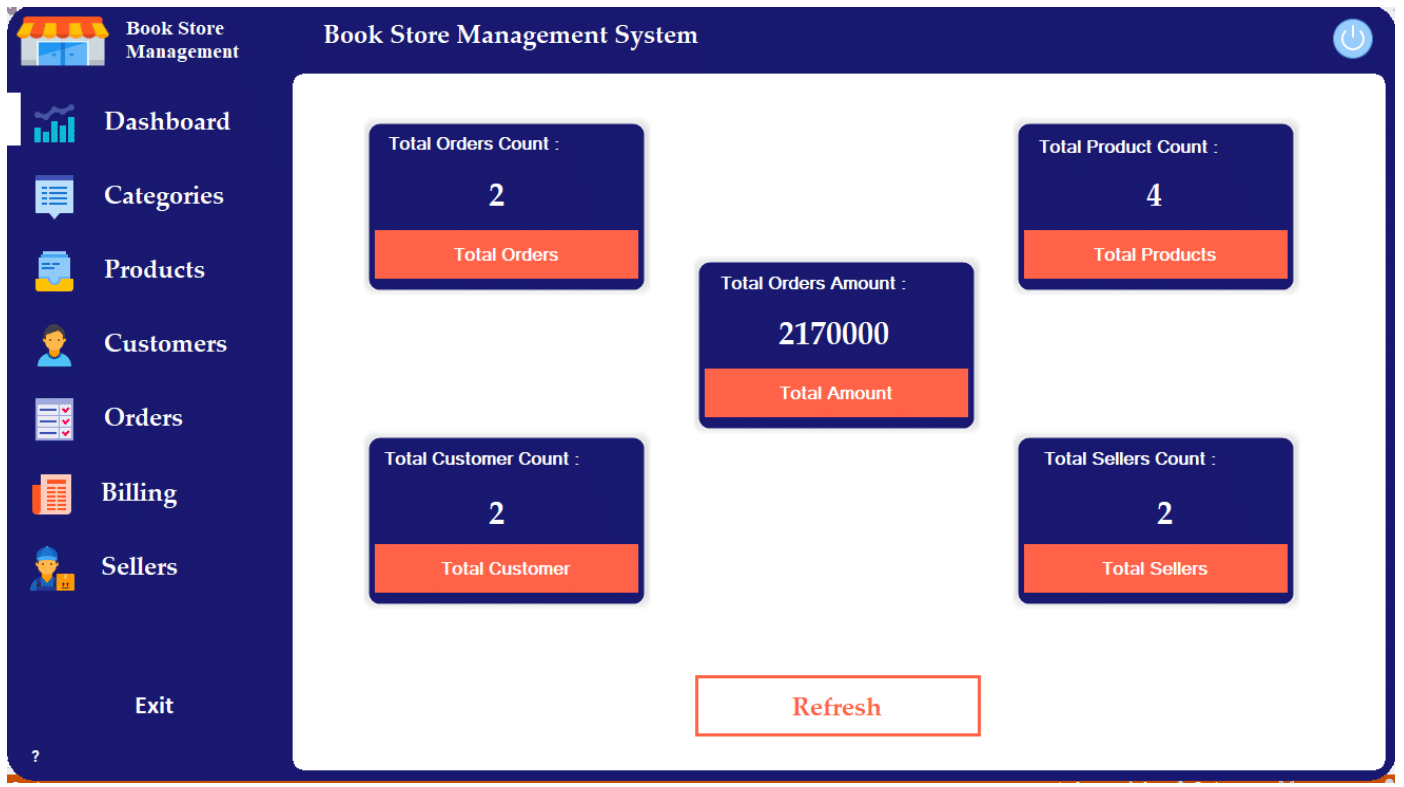 Book Store
Management
Book Store Management System
Dashboard
Categories
Products
Customers
Orders
Billing
Sellers
Exit
?
Total Orders Count :
2
Total Orders
Total Product Count :
4
Total Products
Total Orders Amount :
2170000
Total Amount
Total Customer Count :
2
Total Customer
Total Sellers Count :
2
Total Sellers
Refresh